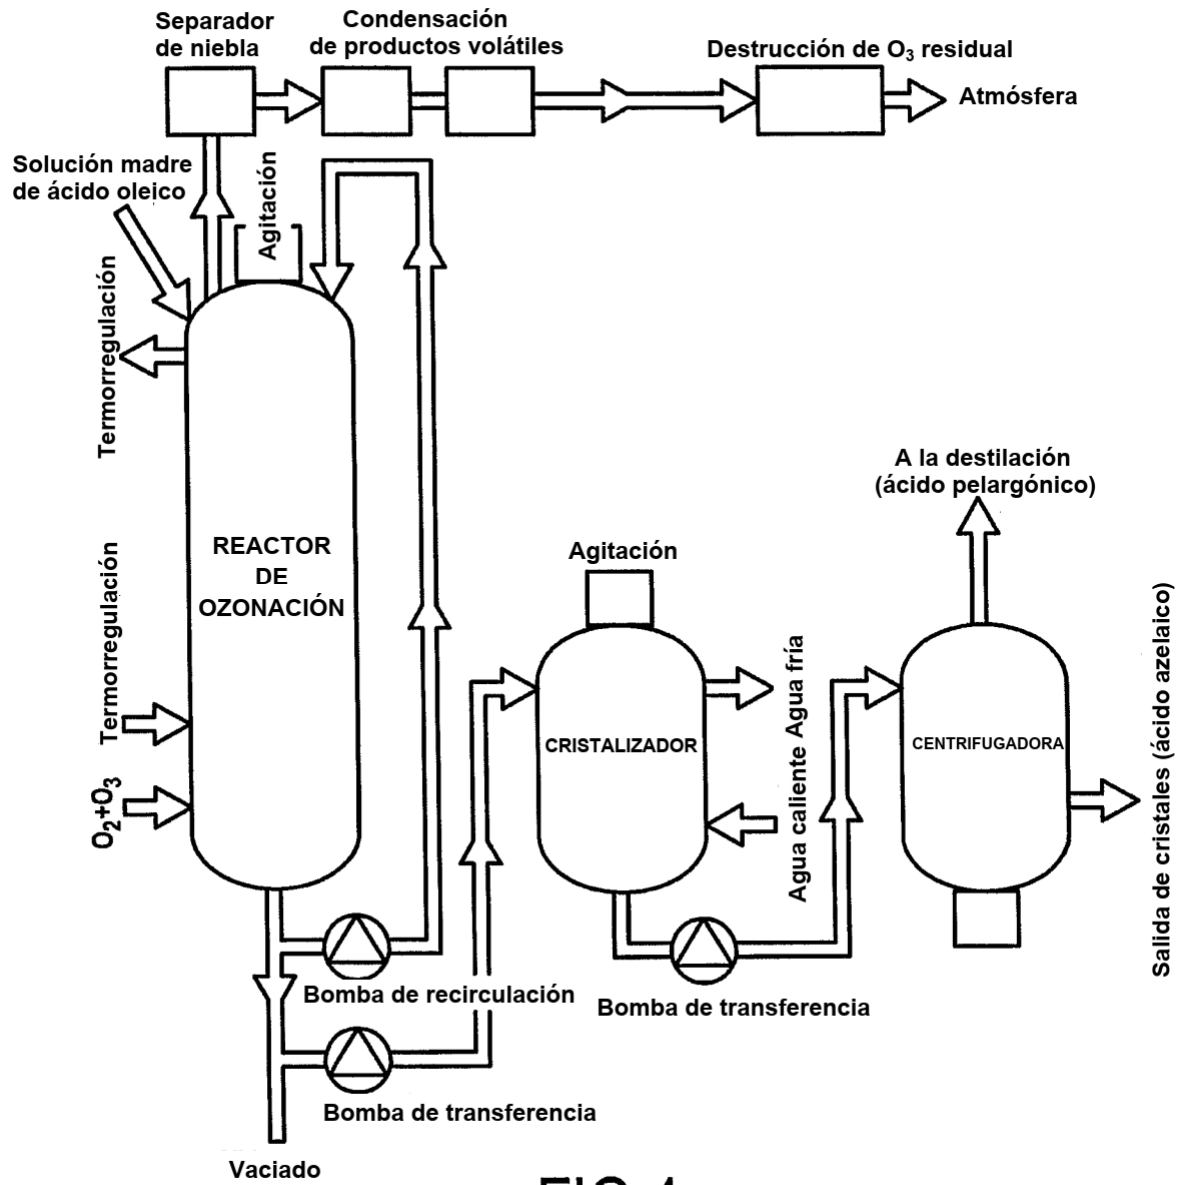 Separador
de niebla
Condensación
de productos volátiles
Destrucción de O₃ residual
Atmósfera
Solución madre
de ácido oleico
Agitación
Termorregulación
REACTOR
DE
OZONACIÓN
Termorregulación
O₂+O₃
A la destilación
(ácido pelargónico)
Agitación
CRISTALIZADOR
Agua caliente Agua fría
CENTRIFUGADORA
Salida de cristales (ácido azelaico)
Bomba de recirculación
Bomba de transferencia
Bomba de transferencia
Vaciado